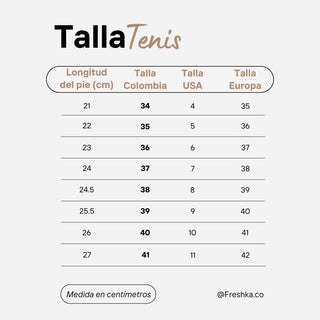 Talla Tenis
Longitud del pie (cm) Talla Colombia Talla USA Talla Europa
21 34 4 35
22 35 5 36
23 36 6 37
24 37 7 38
24.5 38 8 39
25.5 39 9 40
26 40 10 41
27 41 11 42
Medida en centímetros @Freshka.co